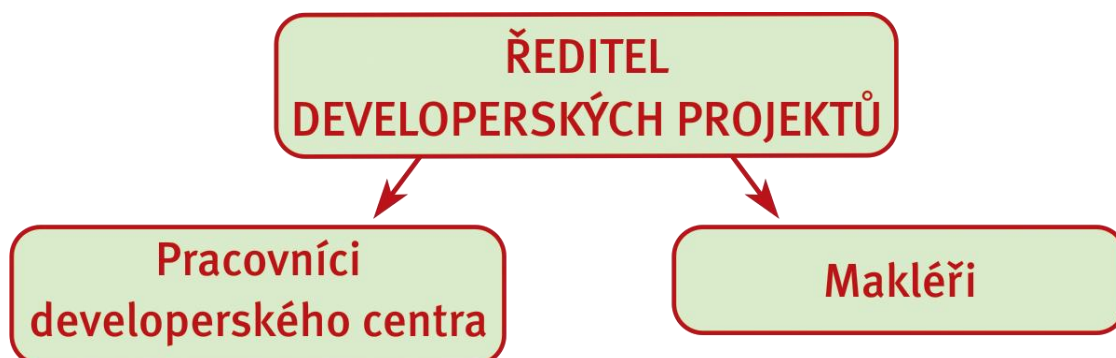 ŘEDITEL
DEVELOPERSKÝCH PROJEKTŮ
Pracovníci
developerského centra
Makléři